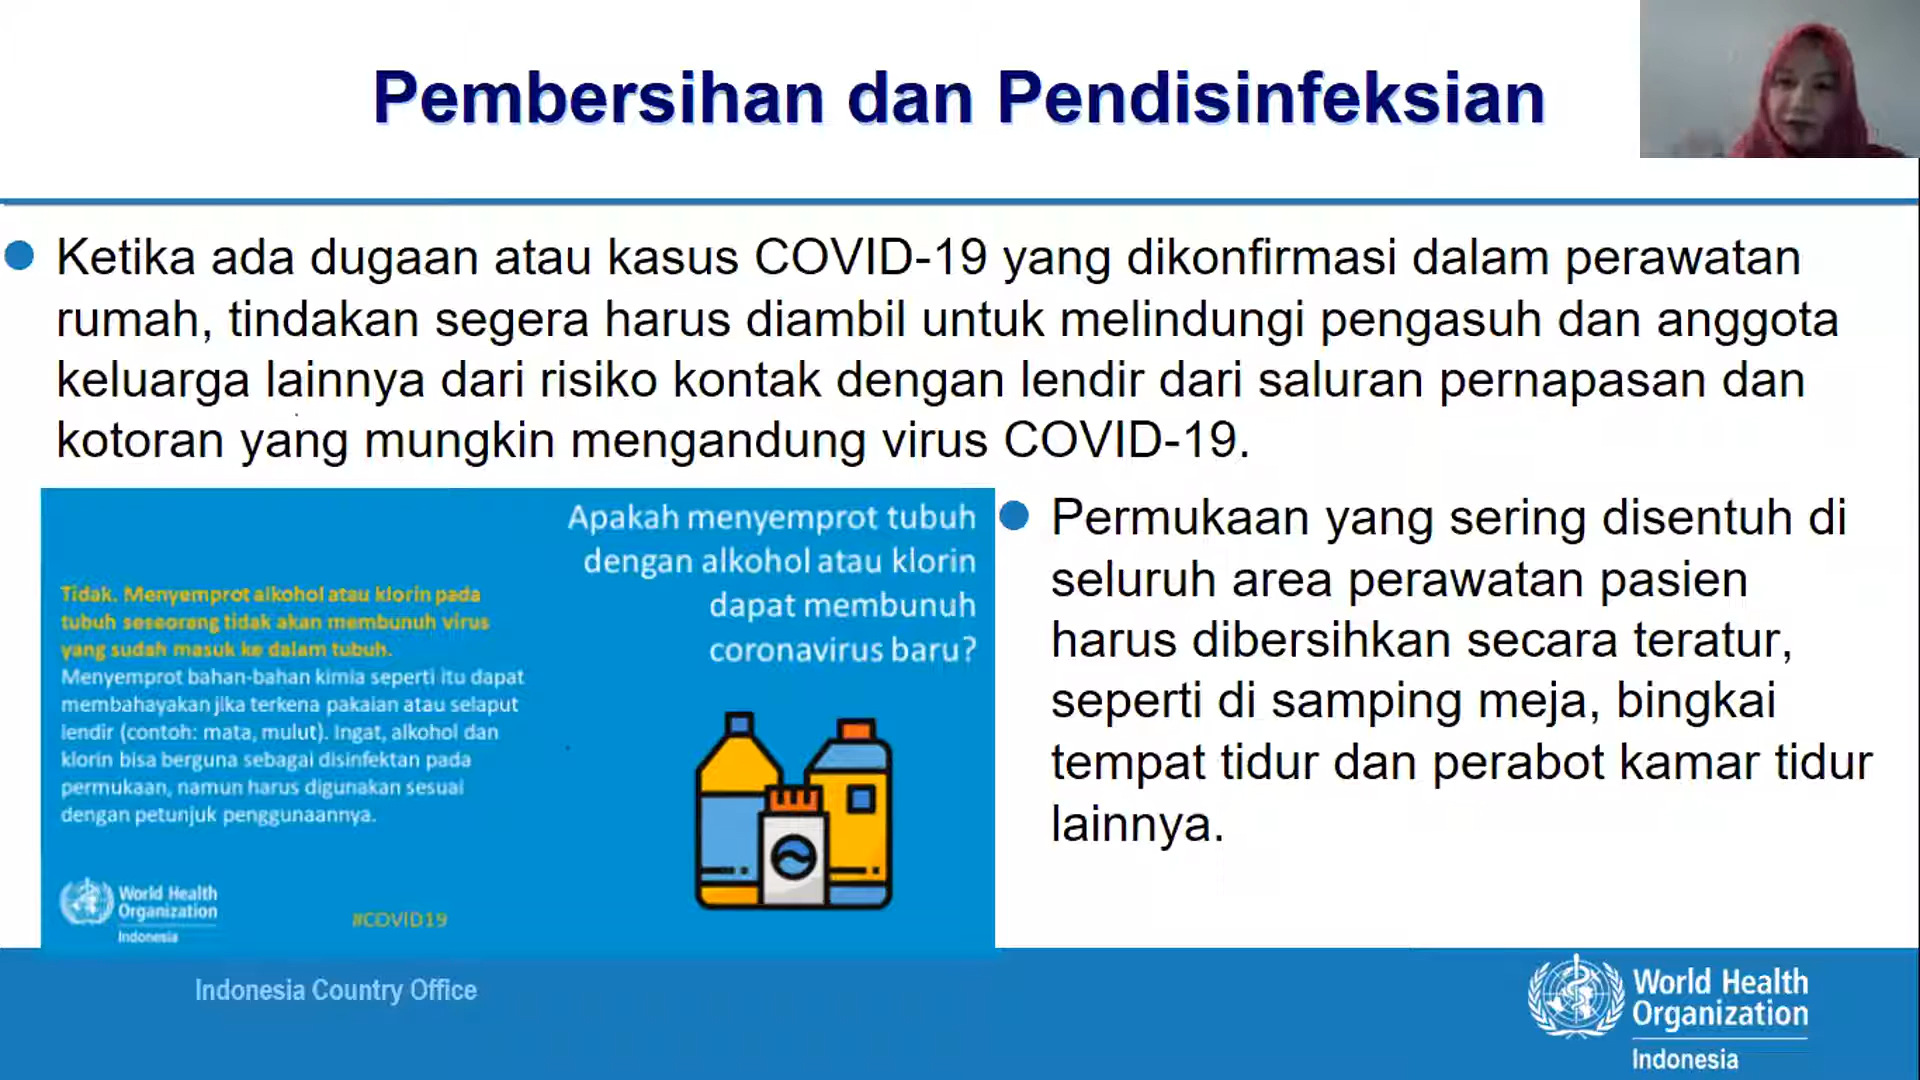 Pembersihan dan Pendisinfeksian
Ketika ada dugaan atau kasus COVID-19 yang dikonfirmasi dalam perawatan
rumah, tindakan segera harus diambil untuk melindungi pengasuh dan anggota
keluarga lainnya dari risiko kontak dengan lendir dari saluran pernapasan dan
kotoran yang mungkin mengandung virus COVID-19.
Apakah menyemprot tubuh
dengan alkohol atau klorin
dapat membunuh
coronavirus baru?
Tidak. Menyemprot alkohol atau klorin pada
tubuh seseorang tidak akan membunuh virus
yang sudah masuk ke dalam tubuh.
Menyemprot bahan-bahan kimia seperti itu dapat
membahayakan jika terkena pakaian atau selaput
lendir (contoh: mata, mulut). Ingat, alkohol dan
klorin bisa berguna sebagai disinfektan pada
permukaan, namun harus digunakan sesuai
dengan petunjuk penggunaannya.
World Health
Organization
Indonesia
#COVID19
Permukaan yang sering disentuh di
seluruh area perawatan pasien
harus dibersihkan secara teratur,
seperti di samping meja, bingkai
tempat tidur dan perabot kamar tidur
lainnya.
Indonesia Country Office
World Health
Organization
Indonesia